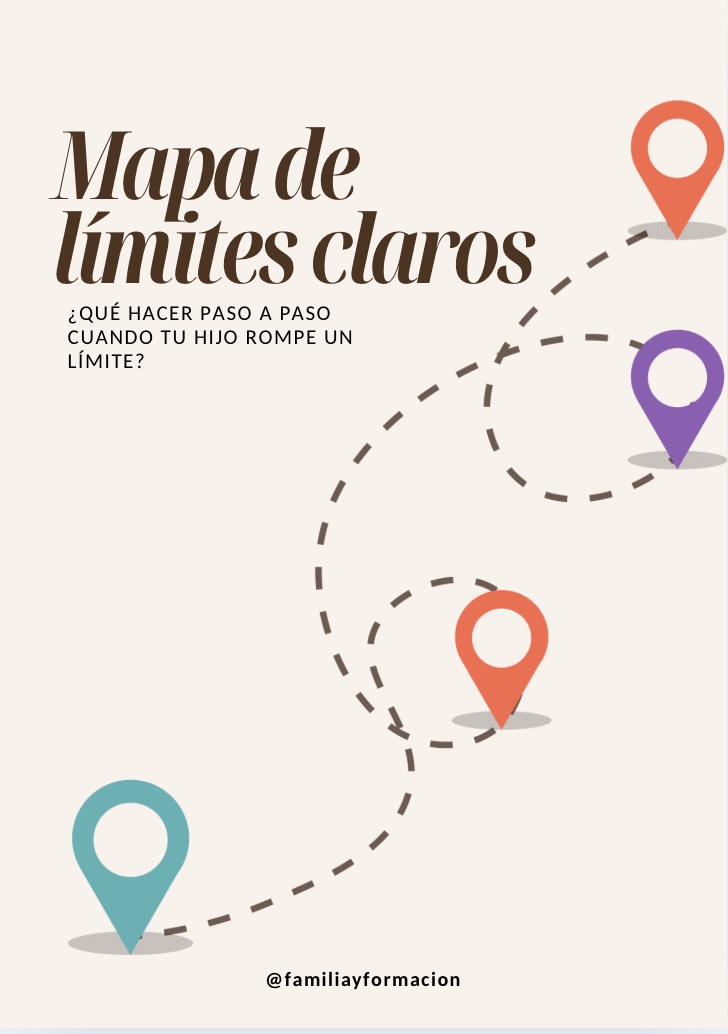 Mapa de
límites claros
¿QUÉ HACER PASO A PASO
CUANDO TU HIJO ROMPE UN
LÍMITE?
@familiayformacion